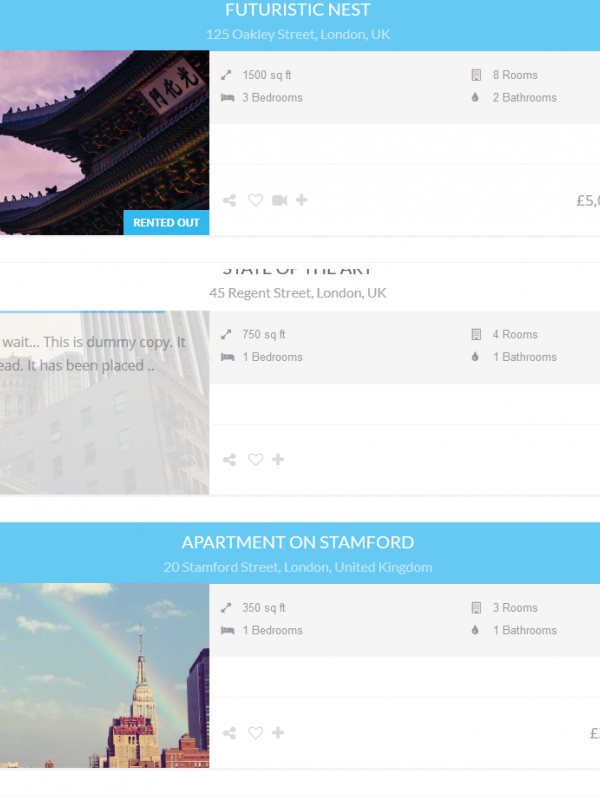 FUTURISTIC NEST
125 Oakley Street, London, UK
1500 sq ft
8 Rooms
3 Bedrooms
2 Bathrooms
RENTED OUT
STATE OF THE ART
45 Regent Street, London, UK
wait... This is dummy copy. It
ead. It has been placed ..
750 sq ft
4 Rooms
1 Bedrooms
1 Bathrooms
APARTMENT ON STAMFORD
20 Stamford Street, London, United Kingdom
350 sq ft
3 Rooms
1 Bedrooms
1 Bathrooms